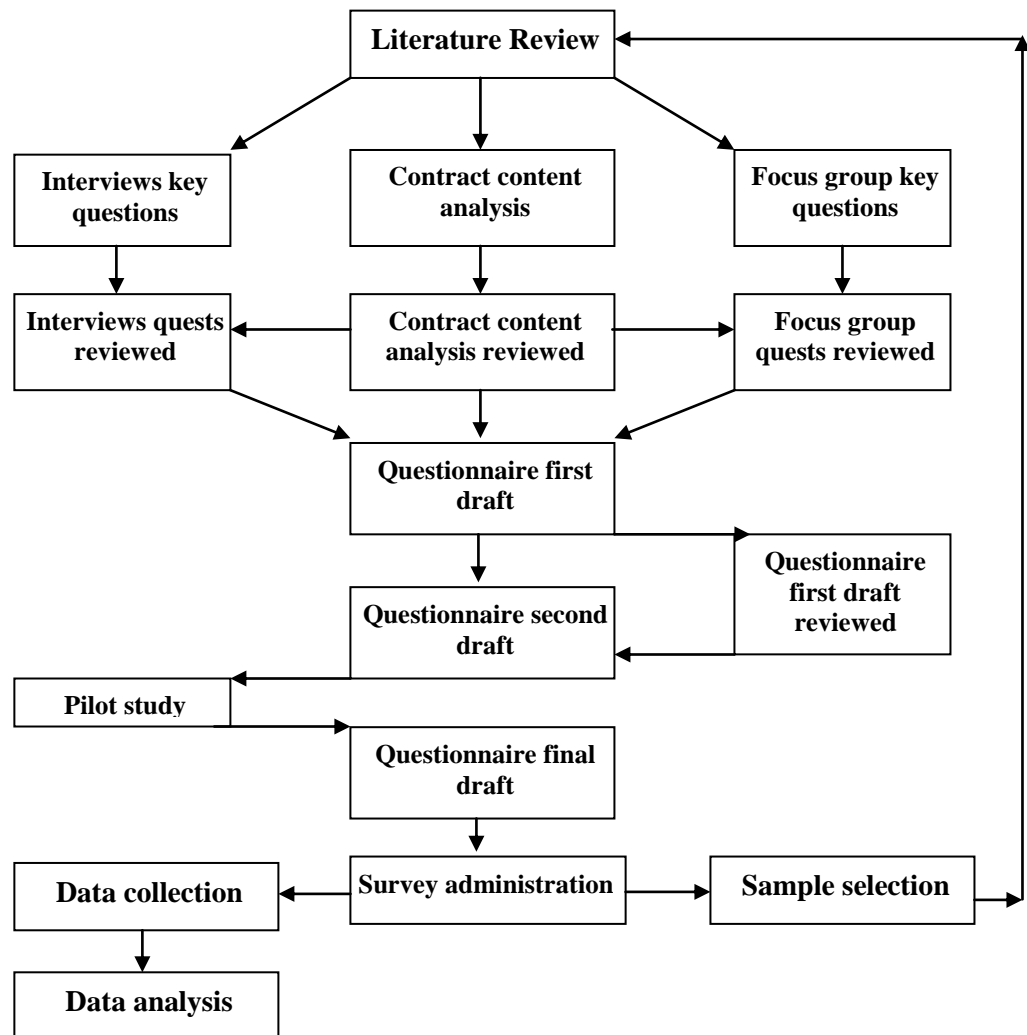 Literature Review
Interviews key
questions
Contract content
analysis
Focus group key
questions
Interviews quests
reviewed
Contract content
analysis reviewed
Focus group
quests reviewed
Questionnaire first
draft
Questionnaire
first draft
reviewed
Questionnaire second
draft
Pilot study
Questionnaire final
draft
Data collection
Survey administration
Sample selection
Data analysis